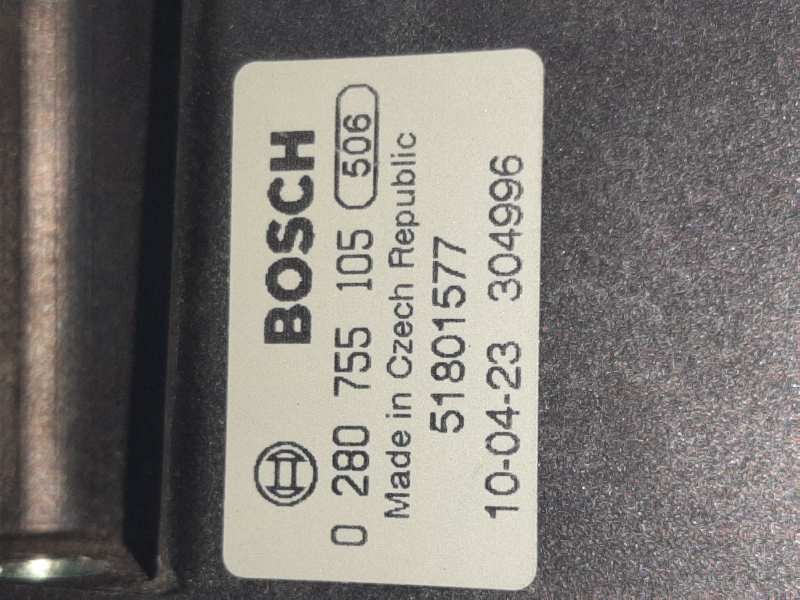 BOSCH
0 280 755 105 506
Made in Czech Republic
51801577
10-04-23 304996